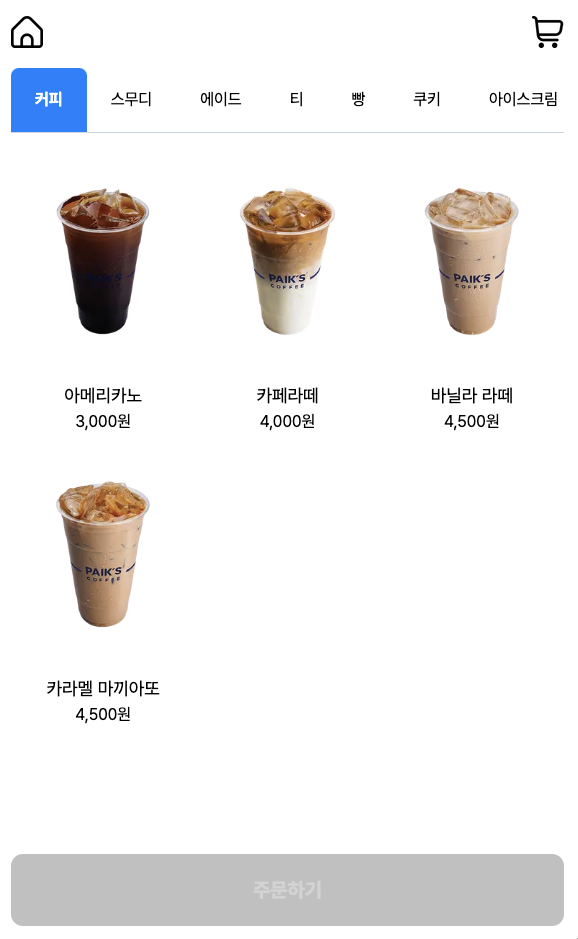 커피 스무디 에이드 티 빵 쿠키 아이스크림
PAIK'S
COFFEE
PAIK'S
COFFEE
PAIK'S
아메리카노 카페라떼 바닐라 라떼
3,000원 4,000원 4,500원
PAIK'S
COFFEE
카라멜 마끼아또
4,500원
주문하기